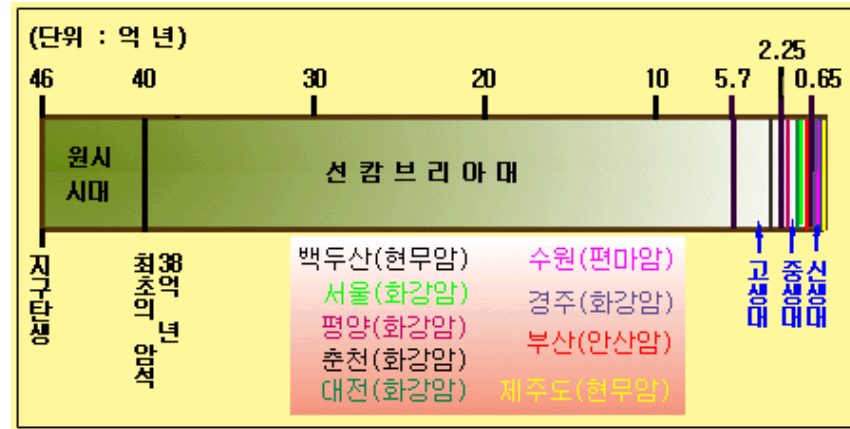 (단위 : 억 년)
46 40 30 20 10 5.7 2.25 0.65
원시
시대
선 캄 브 리 아 대
지구탄생
38억 년
최초의 암석
백두산(현무암)
서울(화강암)
평양(화강암)
춘천(화강암)
대전(화강암)
수원(편마암)
경주(화강암)
부산(안산암)
제주도(현무암)
고생대
중생대
신생대